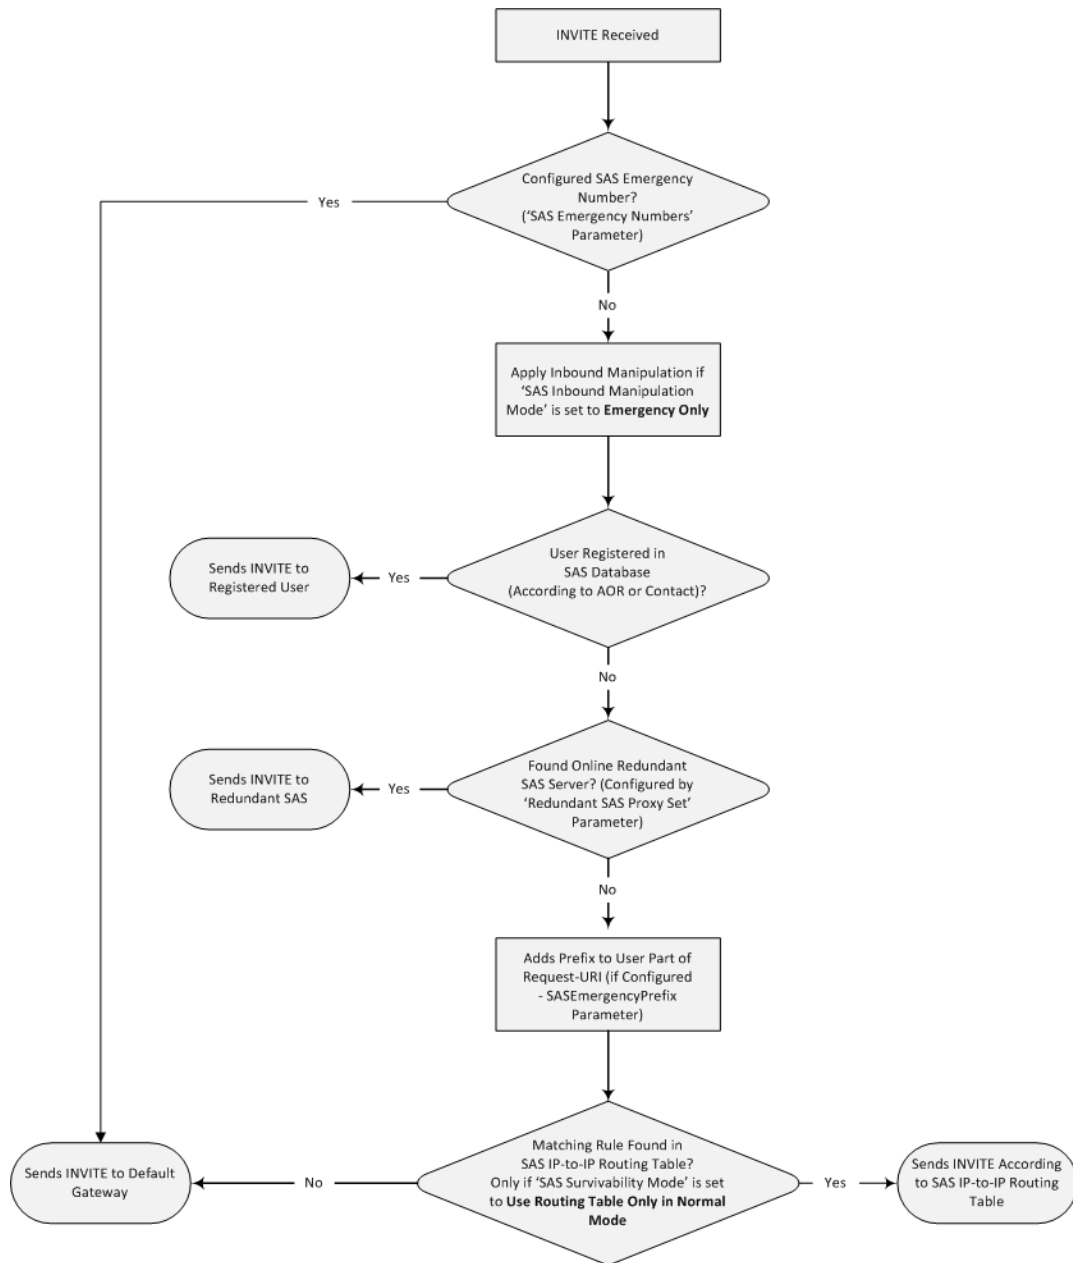 INVITE Received
Configured SAS Emergency
Number?
(‘SAS Emergency Numbers’
Parameter)
Yes
No
Apply Inbound Manipulation if
‘SAS Inbound Manipulation
Mode’ is set to Emergency Only
User Registered in
SAS Database
(According to AOR or Contact)?
Yes
Sends INVITE to
Registered User
No
Found Online Redundant
SAS Server? (Configured by
‘Redundant SAS Proxy Set’
Parameter)
Yes
Sends INVITE to
Redundant SAS
No
Adds Prefix to User Part of
Request-URI (if Configured
- SASEmergencyPrefix
Parameter)
Matching Rule Found in
SAS IP-to-IP Routing Table?
Only if ‘SAS Survivability Mode’ is set
to Use Routing Table Only in Normal
Mode
No
Sends INVITE to Default
Gateway
Yes
Sends INVITE According
to SAS IP-to-IP Routing
Table